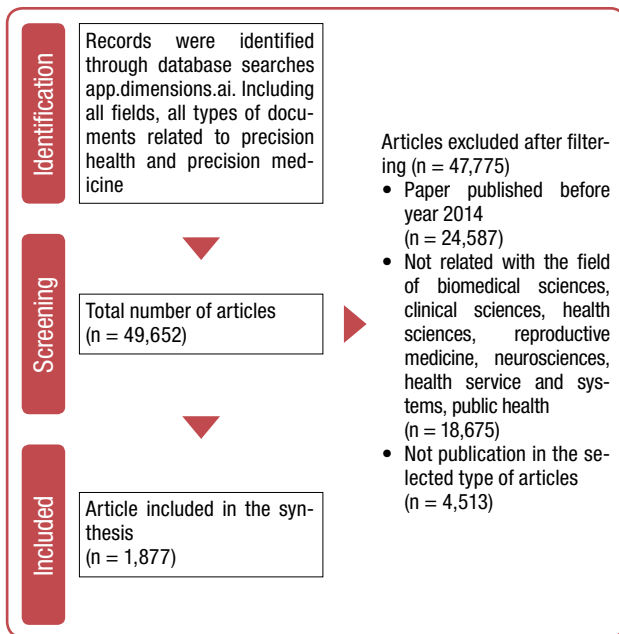 Identification
Records were identified
through database searches
app.dimensions.ai. Including
all fields, all types of docu-
ments related to precision
health and precision med-
icine
Screening
Total number of articles
(n = 49,652)
Articles excluded after filter-
ing (n = 47,775)
• Paper published before
year 2014
(n = 24,587)
• Not related with the field
of biomedical sciences,
clinical sciences, health
sciences, reproductive
medicine, neurosciences,
health service and sys-
tems, public health
(n = 18,675)
• Not publication in the se-
lected type of articles
(n = 4,513)
Included
Article included in the syn-
thesis
(n = 1,877)